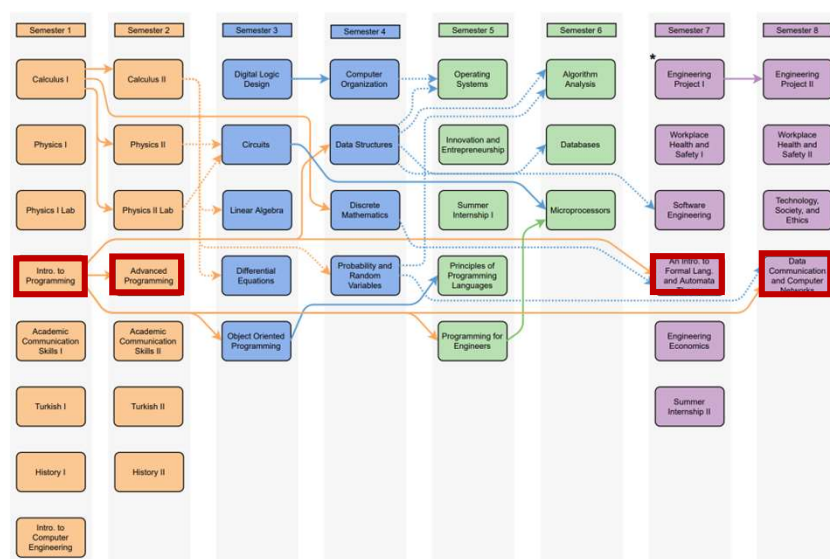 Semester 1
Semester 2
Semester 3
Semester 4
Semester 5
Semester 6
Semester 7
Semester 8
*
Calculus I
Calculus II
Digital Logic
Design
Computer
Organization
Operating
Systems
Algorithm
Analysis
Engineering
Project I
Engineering
Project II
Physics I
Physics II
Circuits
Data Structures
Innovation and
Entrepreneurship
Databases
Workplace
Health and
Safety I
Workplace
Health and
Safety II
Physics I Lab
Physics II Lab
Linear Algebra
Discrete
Mathematics
Summer
Internship I
Microprocessors
Software
Engineering
Technology,
Society, and
Ethics
Intro. to
Programming
Advanced
Programming
Differential
Equations
Probability and
Random
Variables
Principles of
Programming
Languages
An Intro. to
Formal Lang.
and Automata
Data
Communication
and Computer
Networks
Academic
Communication
Skills I
Academic
Communication
Skills II
Object Oriented
Programming
Programming for
Engineers
Engineering
Economics
Turkish I
Turkish II
Summer
Internship II
History I
History II
Intro. to
Computer
Engineering